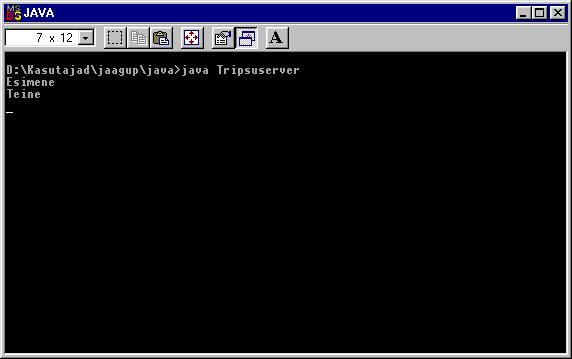 JAVA
7 x 12
A
D:\Kasutajad\jaagup\java>java Tripsuserver
Esimene
Teine